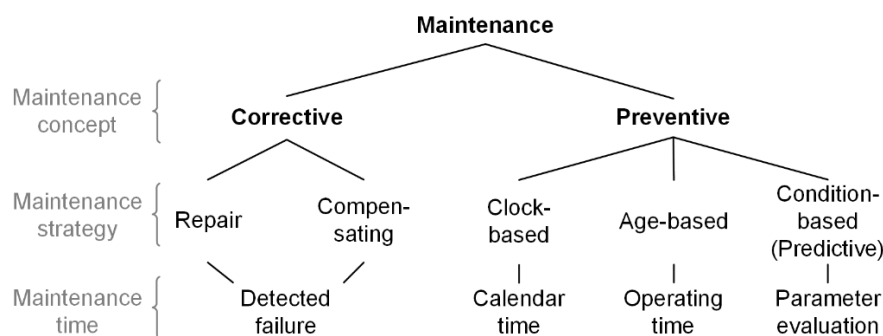 Maintenance
Maintenance
concept
Corrective
Preventive
Maintenance
strategy
Repair
Compen-
sating
Clock-
based
Age-based
Condition-
based
(Predictive)
Maintenance
time
Detected
failure
Calendar
time
Operating
time
Parameter
evaluation